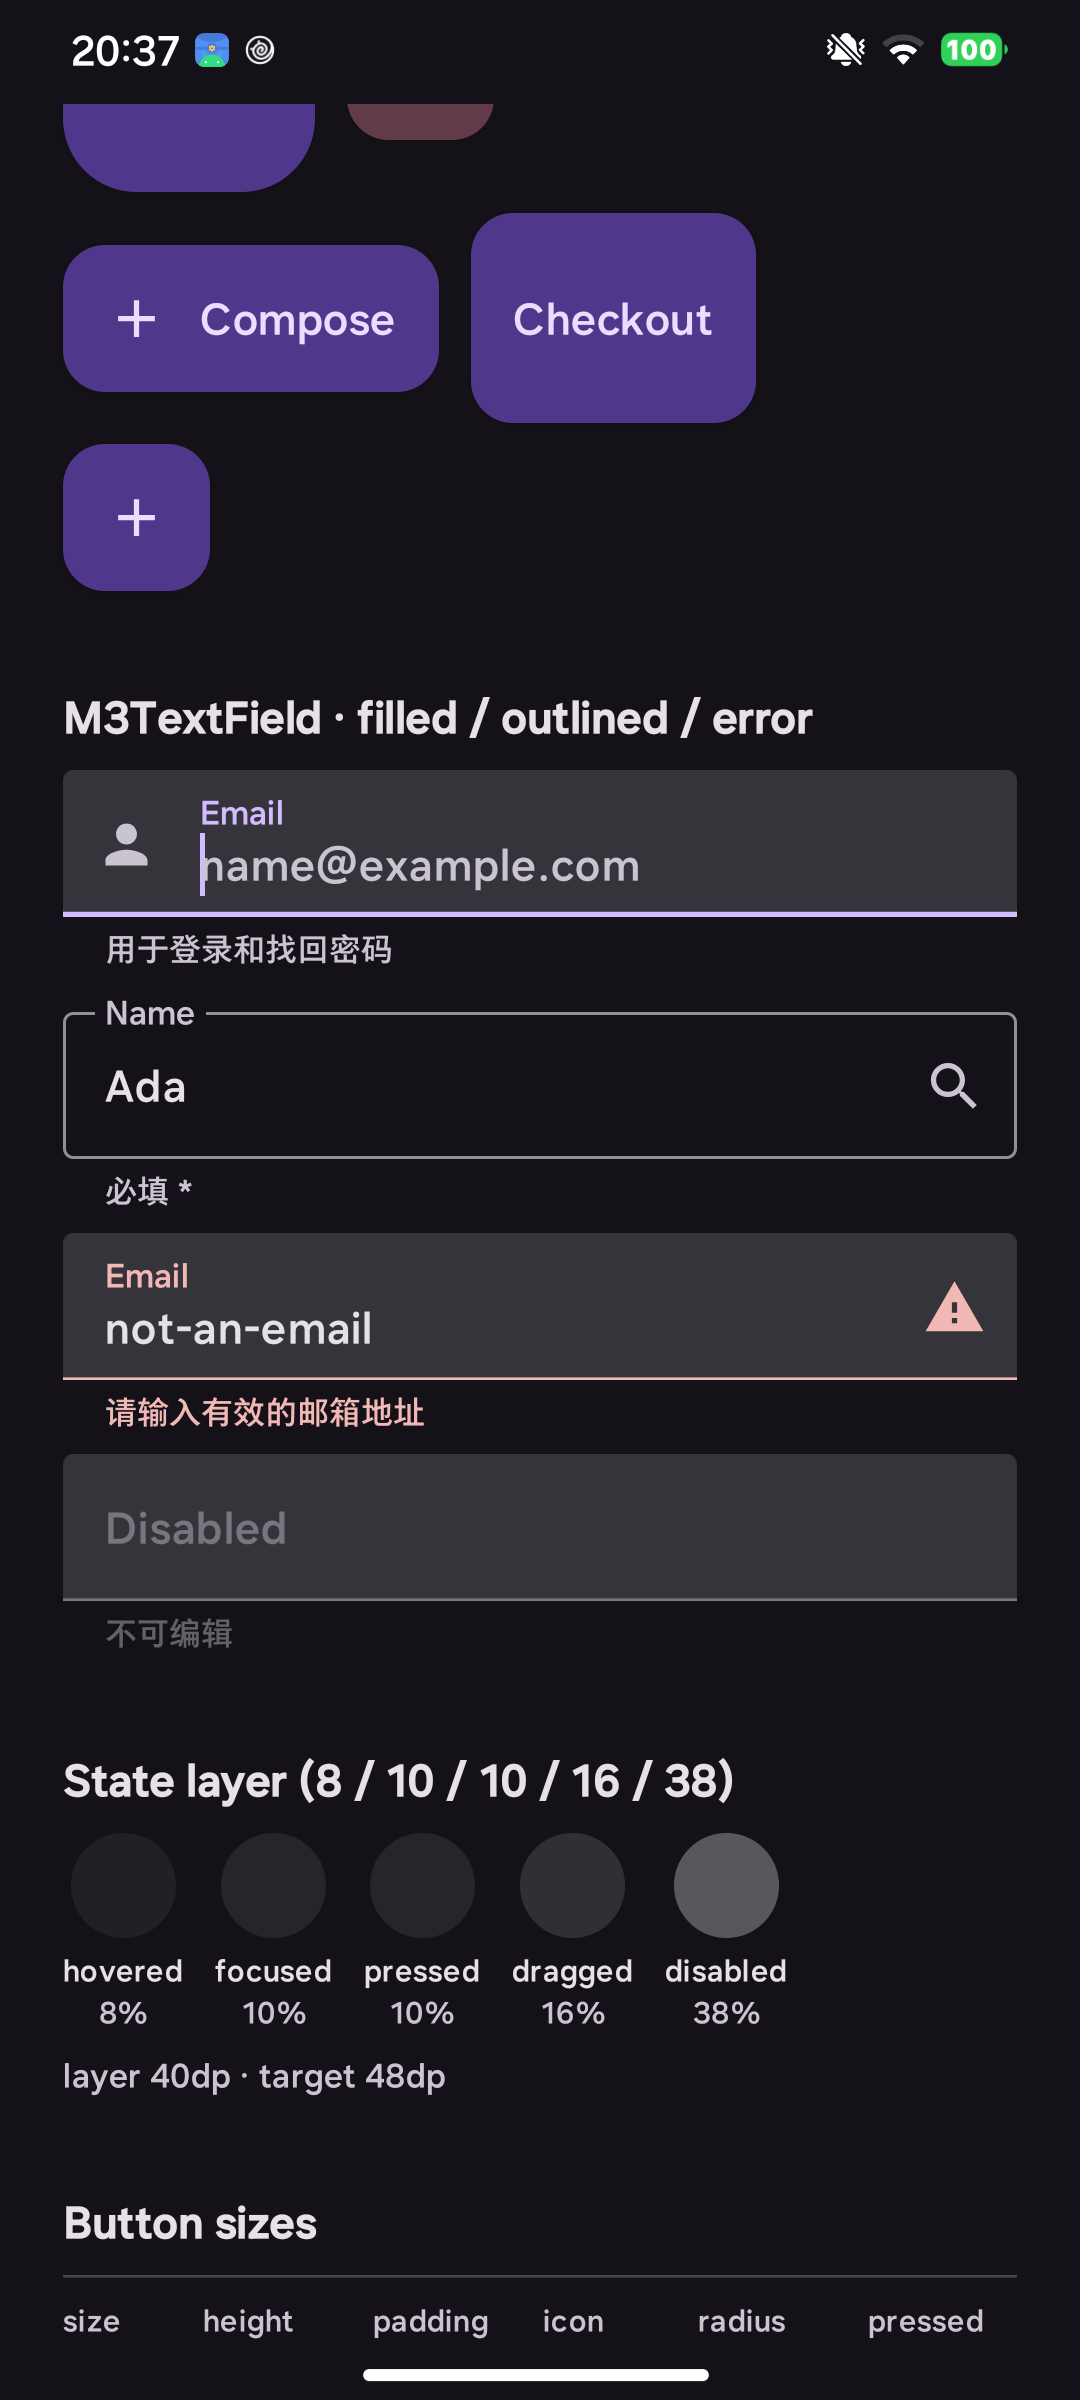 20:37
100
Compose
Checkout
M3TextField · filled / outlined / error
Email
name@example.com
用于登录和找回密码
Name
Ada
必填 *
Email
not-an-email
请输入有效的邮箱地址
Disabled
不可编辑
State layer (8 / 10 / 10 / 16 / 38)
hovered focused pressed dragged disabled
8% 10% 10% 16% 38%
layer 40dp · target 48dp
Button sizes
size height padding icon radius pressed